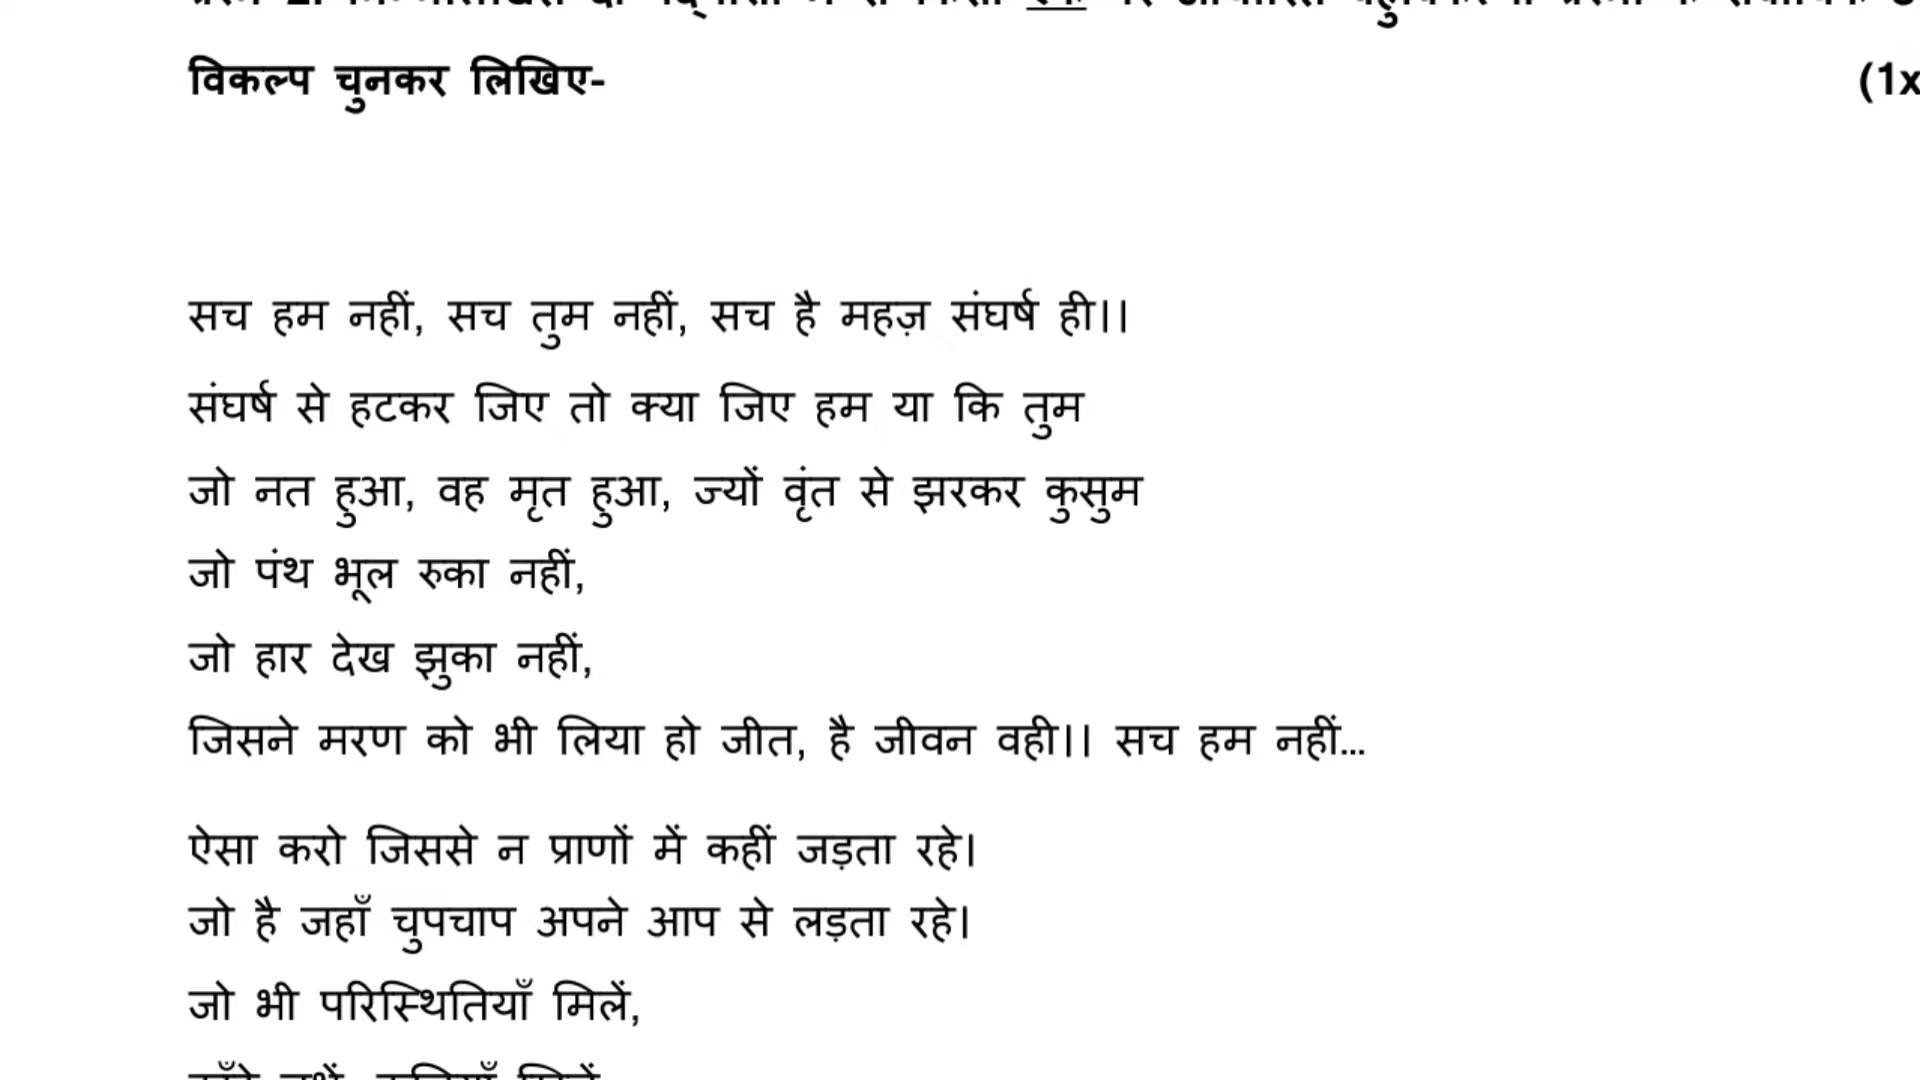 विकल्प चुनकर लिखिए- (1x
सच हम नहीं, सच तुम नहीं, सच है महज़ संघर्ष ही।।
संघर्ष से हटकर जिए तो क्या जिए हम या कि तुम
जो नत हुआ, वह मृत हुआ, ज्यों वृंत से झरकर कुसुम
जो पंथ भूल रुका नहीं,
जो हार देख झुका नहीं,
जिसने मरण को भी लिया हो जीत, है जीवन वही।। सच हम नहीं...
ऐसा करो जिससे न प्राणों में कहीं जड़ता रहे।
जो है जहाँ चुपचाप अपने आप से लड़ता रहे।
जो भी परिस्थितियाँ मिलें,